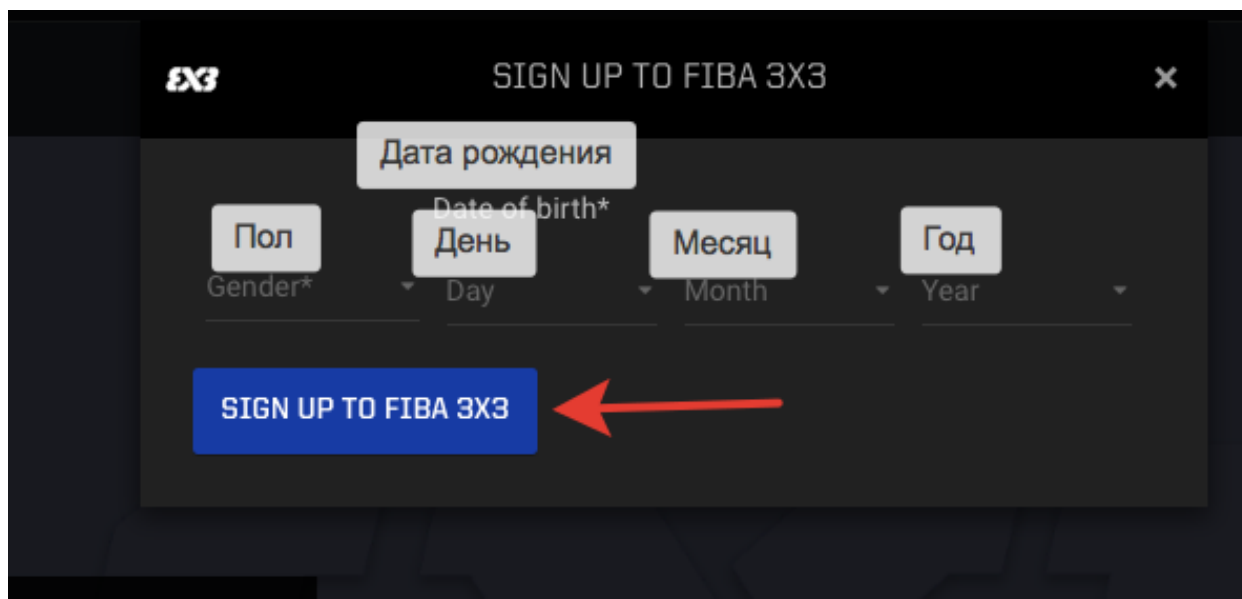 3X3
SIGN UP TO FIBA 3X3
×
Дата рождения
Date of birth*
Пол
День
Месяц
Год
Gender*
Day
Month
Year
SIGN UP TO FIBA 3X3